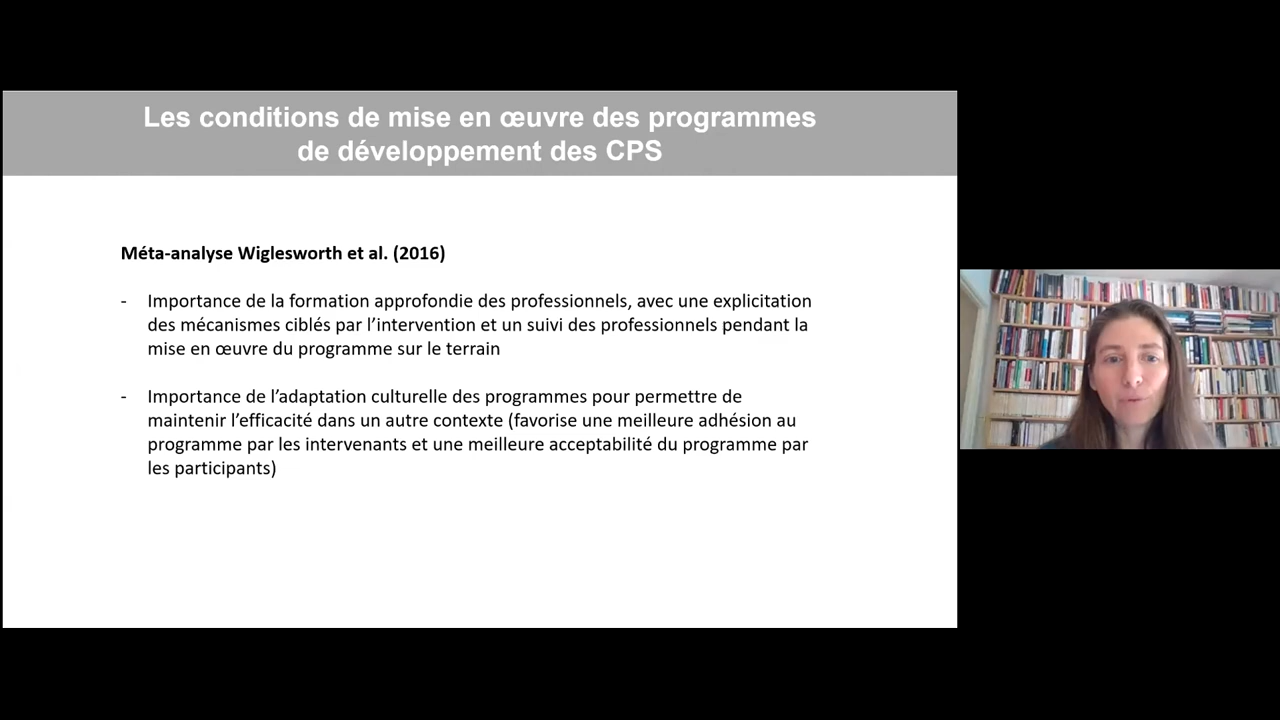 Les conditions de mise en œuvre des programmes
de développement des CPS
Méta-analyse Wiglesworth et al. (2016)
- Importance de la formation approfondie des professionnels, avec une explicitation
des mécanismes ciblés par l’intervention et un suivi des professionnels pendant la
mise en œuvre du programme sur le terrain
- Importance de l’adaptation culturelle des programmes pour permettre de
maintenir l’efficacité dans un autre contexte (favorise une meilleure adhésion au
programme par les intervenants et une meilleure acceptabilité du programme par
les participants)